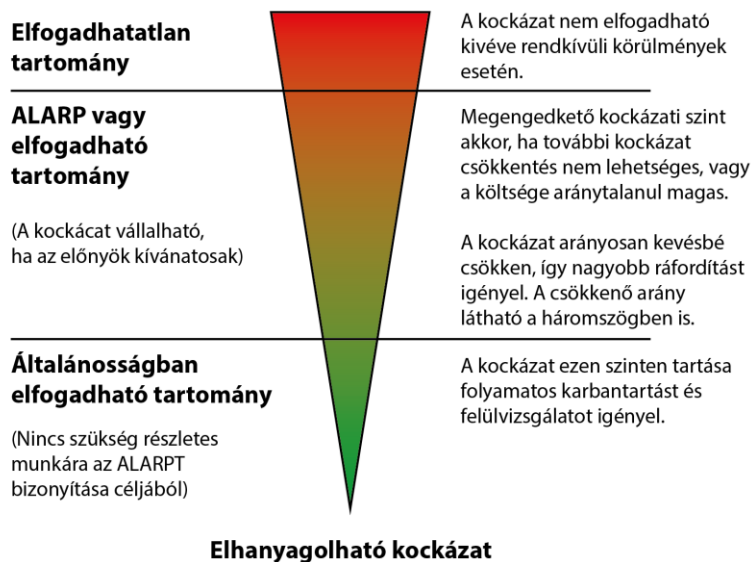 Elfogadhatatlan
tartomány
A kockázat nem elfogadható
kivéve rendkívüli körülmények
esetén.
ALARP vagy
elfogadható
tartomány
(A kockácat vállalható,
ha az előnyök kívánatosak)
Megengedkető kockázati szint
akkor, ha további kockázat
csökkentés nem lehetséges, vagy
a költsége aránytalanul magas.
A kockázat arányosan kevésbé
csökken, így nagyobb ráfordítást
igényel. A csökkenő arány
látható a háromszögben is.
Általánosságban
elfogadható tartomány
(Nincs szükség részletes
munkára az ALARPT
bizonyítása céljából)
A kockázat ezen szinten tartása
folyamatos karbantartást és
felülvizsgálatot igényel.
Elhanyagolható kockázat